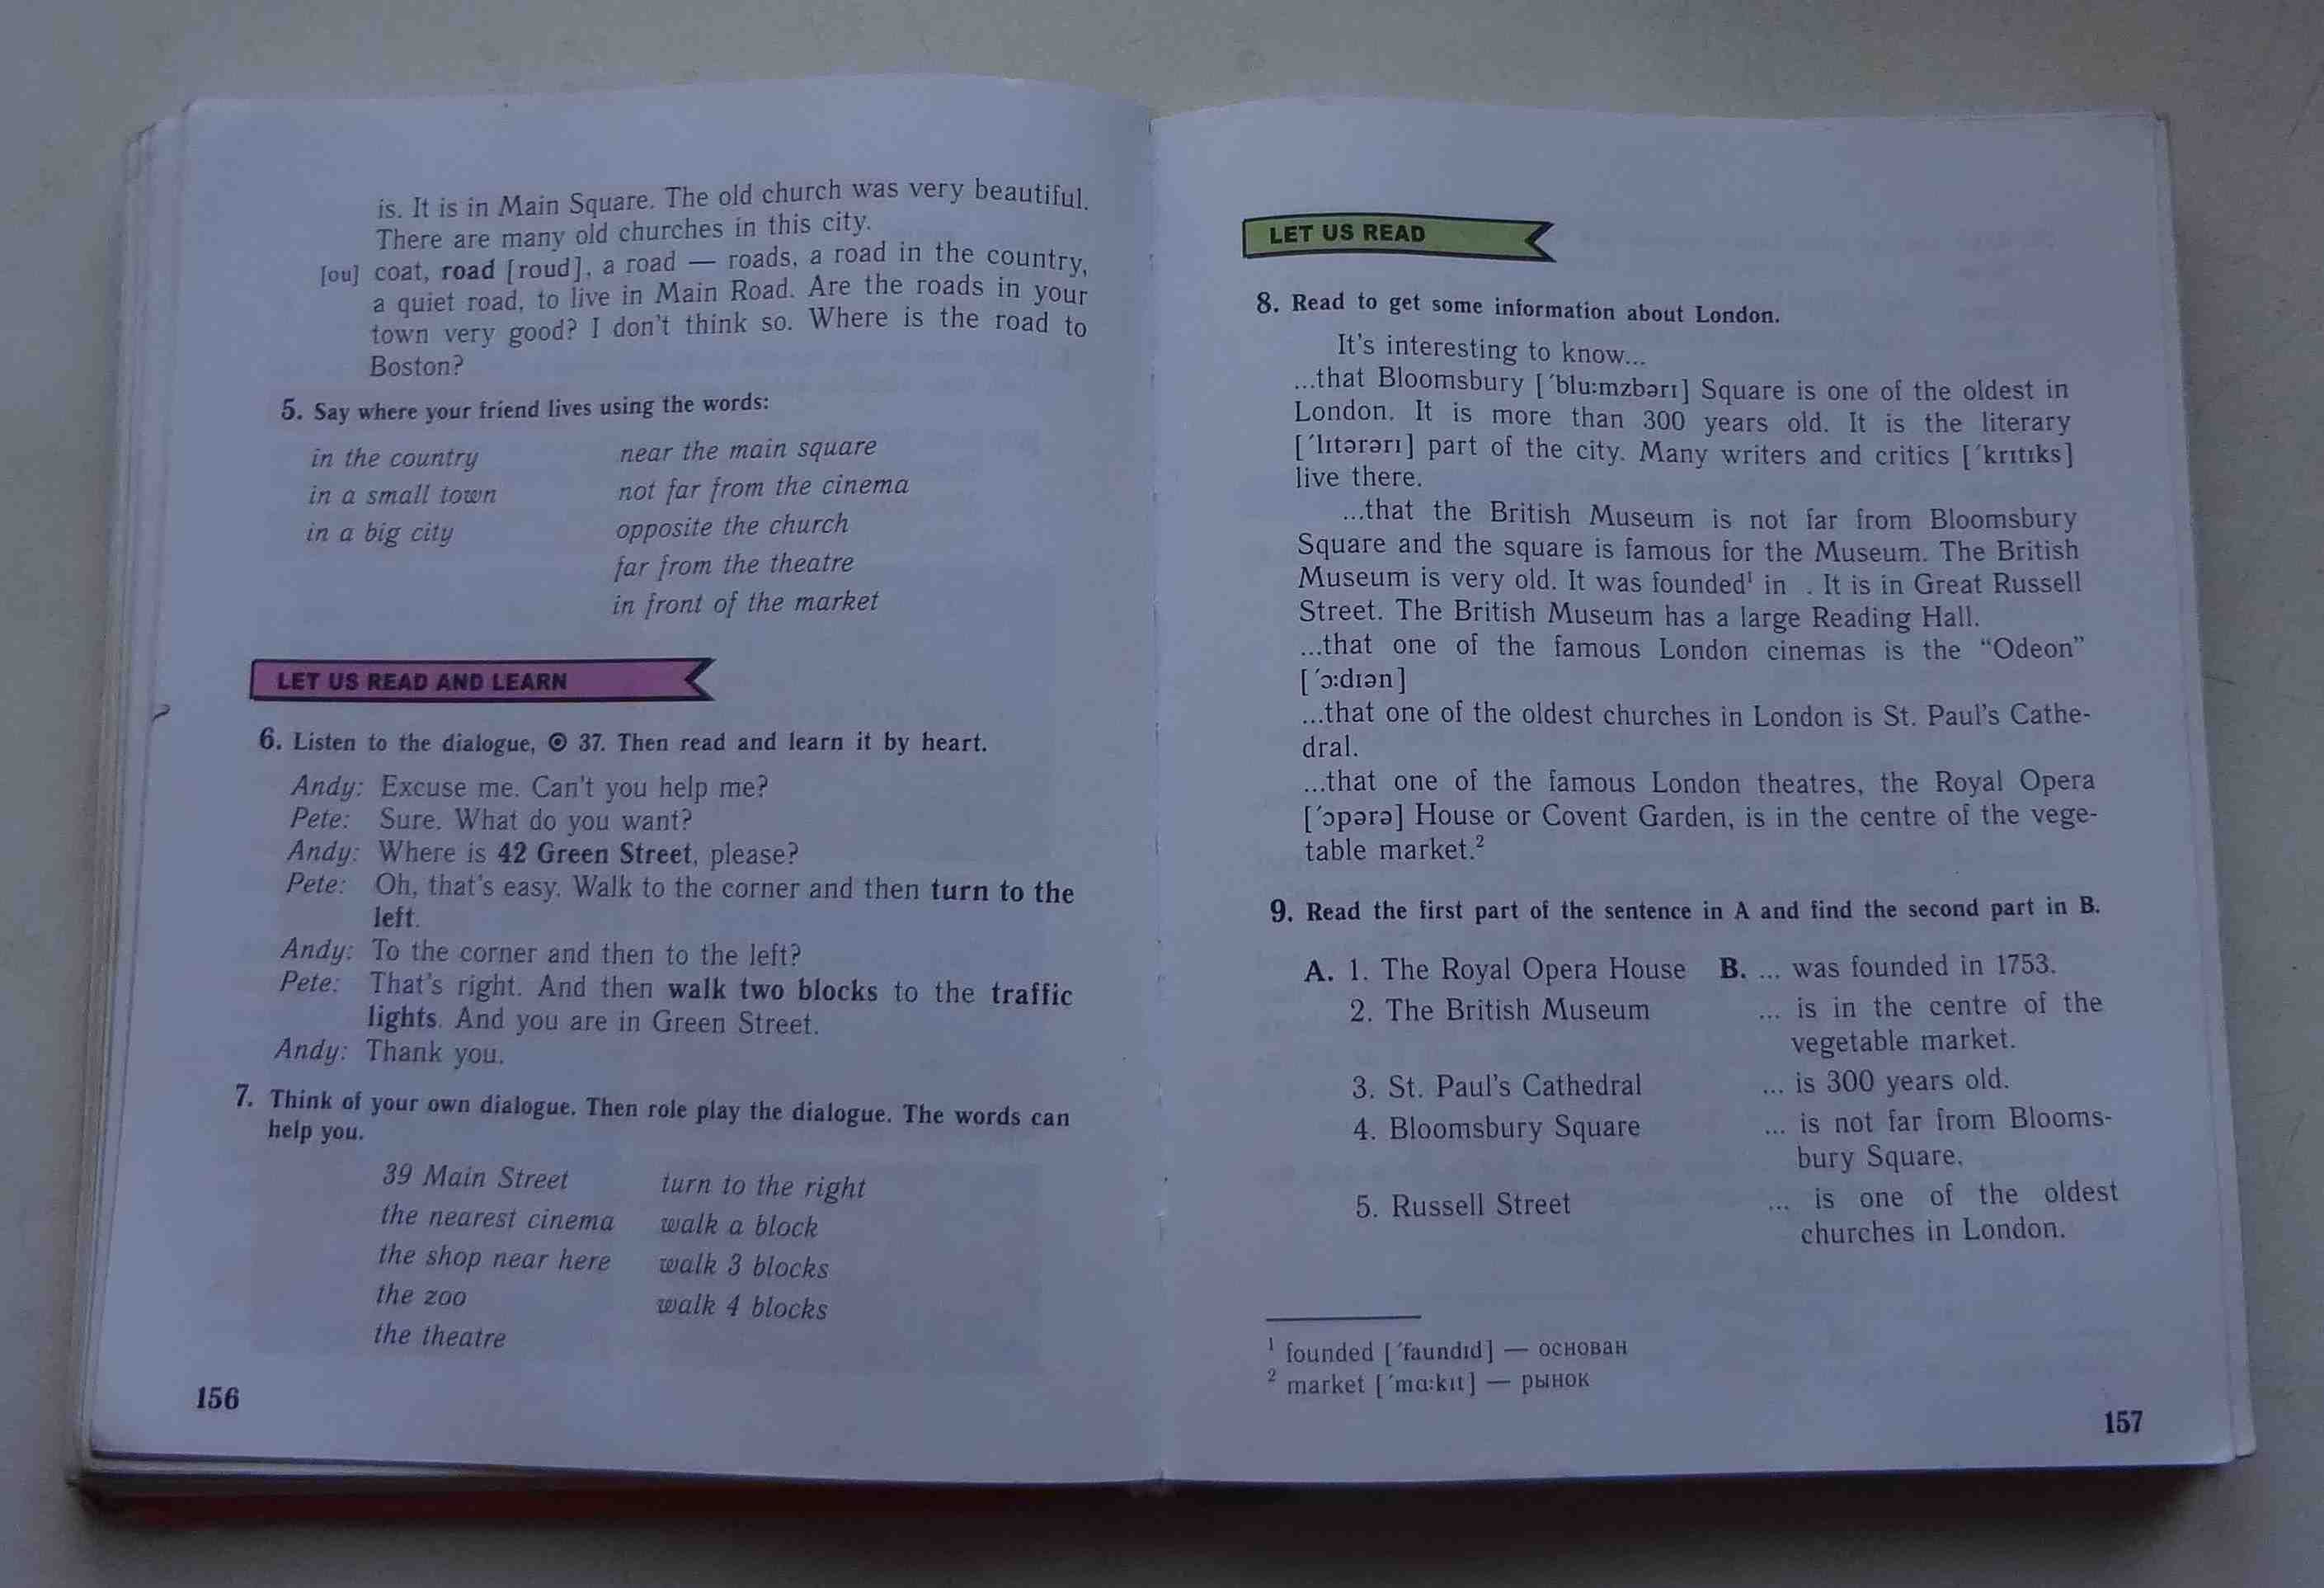 is. It is in Main Square. The old church was very beautiful.
There are many old churches in this city.
[ou] coat, road [roud], a road — roads, a road in the country,
a quiet road, to live in Main Road. Are the roads in your
town very good? I don't think so. Where is the road to
Boston?
5. Say where your friend lives using the words:
in the country near the main square
in a small town not far from the cinema
in a big city opposite the church
far from the theatre
in front of the market
LET US READ AND LEARN
6. Listen to the dialogue, ⊙ 37. Then read and learn it by heart.
Andy: Excuse me. Can't you help me?
Pete: Sure. What do you want?
Andy: Where is 42 Green Street, please?
Pete: Oh, that's easy. Walk to the corner and then turn to the
left.
Andy: To the corner and then to the left?
Pete: That's right. And then walk two blocks to the traffic
lights. And you are in Green Street.
Andy: Thank you.
7. Think of your own dialogue. Then role play the dialogue. The words can
help you.
39 Main Street turn to the right
the nearest cinema walk a block
the shop near here walk 3 blocks
the zoo walk 4 blocks
the theatre
156
LET US READ
8. Read to get some information about London.
It's interesting to know...
...that Bloomsbury [ˊblu:mzbərı] Square is one of the oldest in
London. It is more than 300 years old. It is the literary
[ˊlıtərərı] part of the city. Many writers and critics [ˊkrıtıks]
live there.
...that the British Museum is not far from Bloomsbury
Square and the square is famous for the Museum. The British
Museum is very old. It was founded¹ in . It is in Great Russell
Street. The British Museum has a large Reading Hall.
...that one of the famous London cinemas is the “Odeon”
[ˊɔ:dıən]
...that one of the oldest churches in London is St. Paul's Cathe-
dral.
...that one of the famous London theatres, the Royal Opera
[ˊɔpərə] House or Covent Garden, is in the centre of the vege-
table market.²
9. Read the first part of the sentence in A and find the second part in B.
A. 1. The Royal Opera House B. ... was founded in 1753.
2. The British Museum ... is in the centre of the
vegetable market.
3. St. Paul's Cathedral ... is 300 years old.
4. Bloomsbury Square ... is not far from Blooms-
bury Square.
5. Russell Street ... is one of the oldest
churches in London.
¹ founded [ˊfaundıd] — основан
² market [ˊmɑ:kıt] — рынок
157